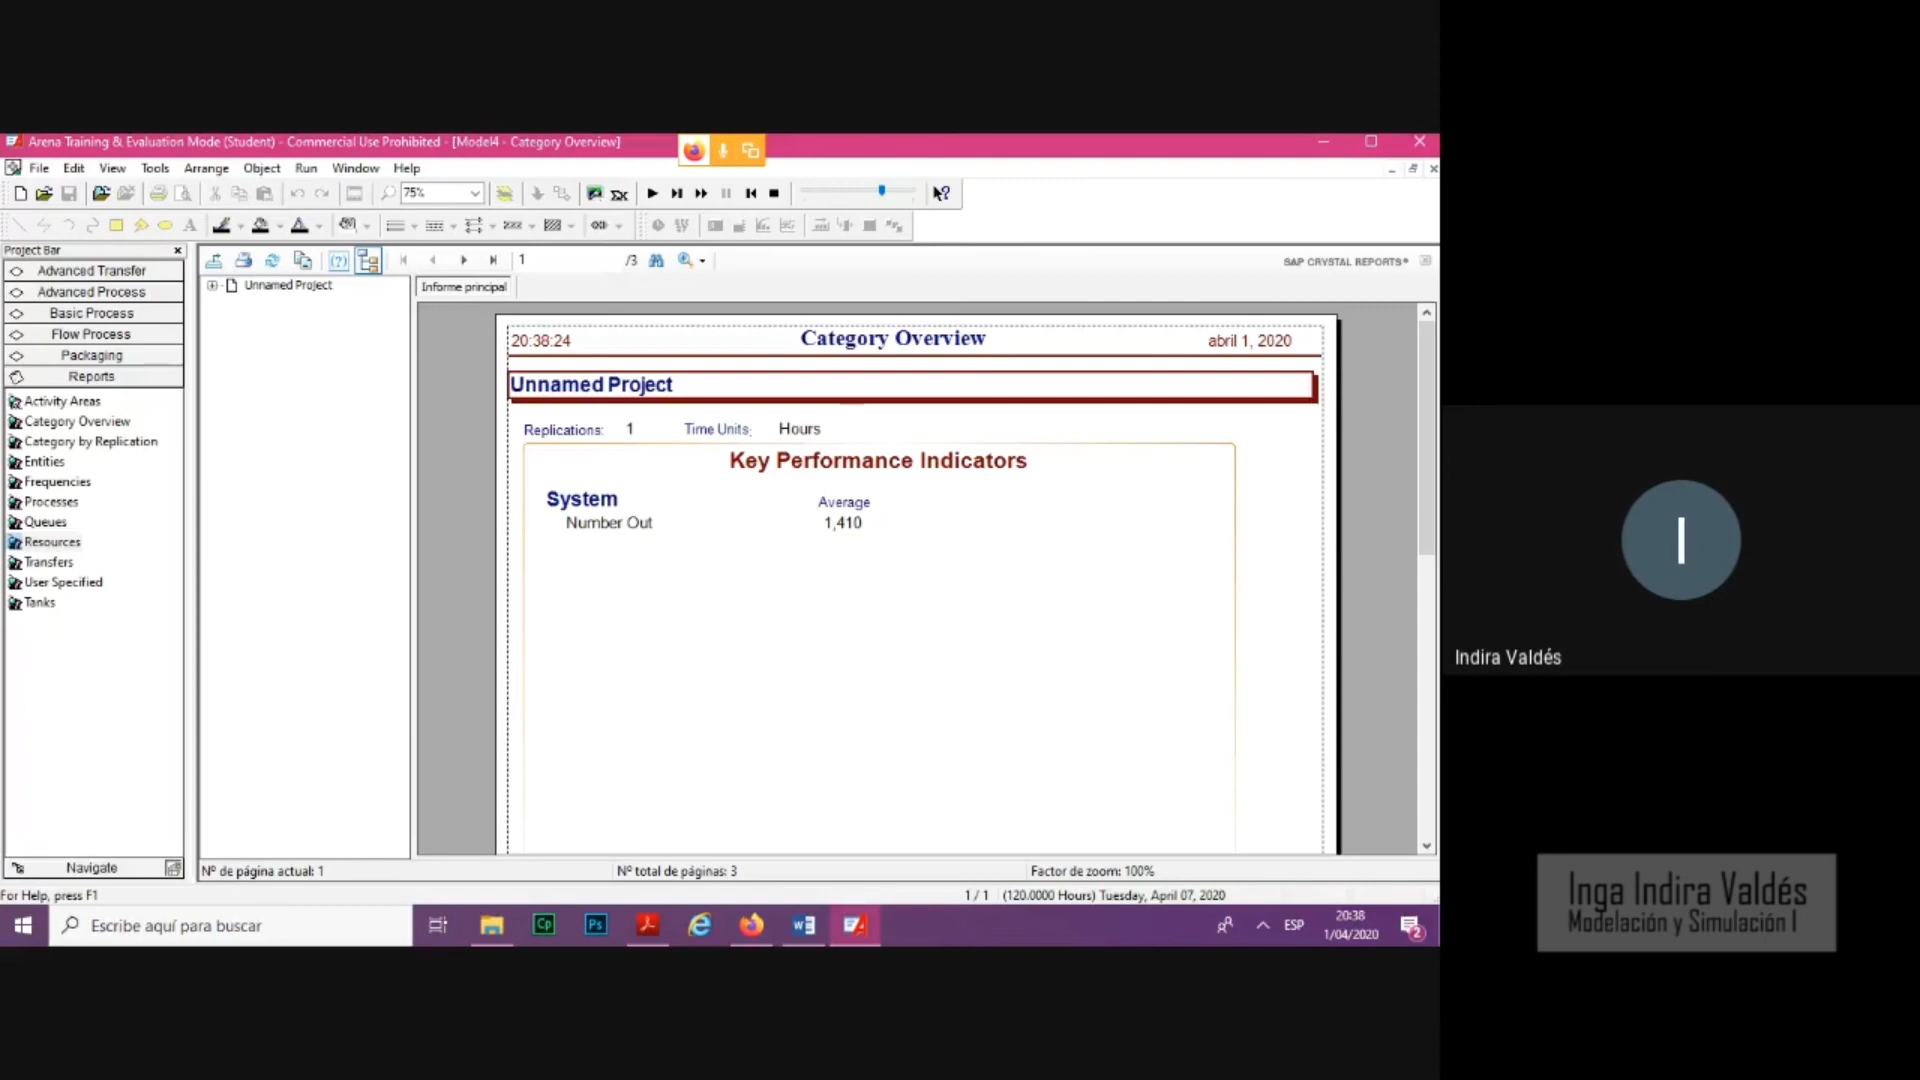 Arena Training & Evaluation Mode (Student) - Commercial Use Prohibited - [Model4 - Category Overview]
File Edit View Tools Arrange Object Run Window Help
75%
Project Bar
Advanced Transfer
Advanced Process
Basic Process
Flow Process
Packaging
Reports
Activity Areas
Category Overview
Category by Replication
Entities
Frequencies
Processes
Queues
Resources
Transfers
User Specified
Tanks
Navigate
1 /3
SAP CRYSTAL REPORTS®
Unnamed Project
Informe principal
20:38:24 Category Overview abril 1, 2020
Unnamed Project
Replications: 1 Time Units: Hours
Key Performance Indicators
System Average
Number Out 1,410
Nº de página actual: 1 Nº total de páginas: 3 Factor de zoom: 100%
For Help, press F1 1 / 1 (120.0000 Hours) Tuesday, April 07, 2020
Escribe aquí para buscar
ESP
20:38
1/04/2020
2
I
Indira Valdés
Inga Indira Valdés
Modelación y Simulación I